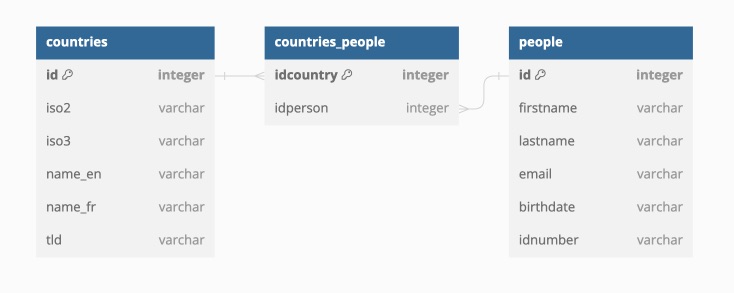 countries
id integer
iso2 varchar
iso3 varchar
name_en varchar
name_fr varchar
tld varchar
countries_people
idcountry integer
idperson integer
people
id integer
firstname varchar
lastname varchar
email varchar
birthdate varchar
idnumber varchar